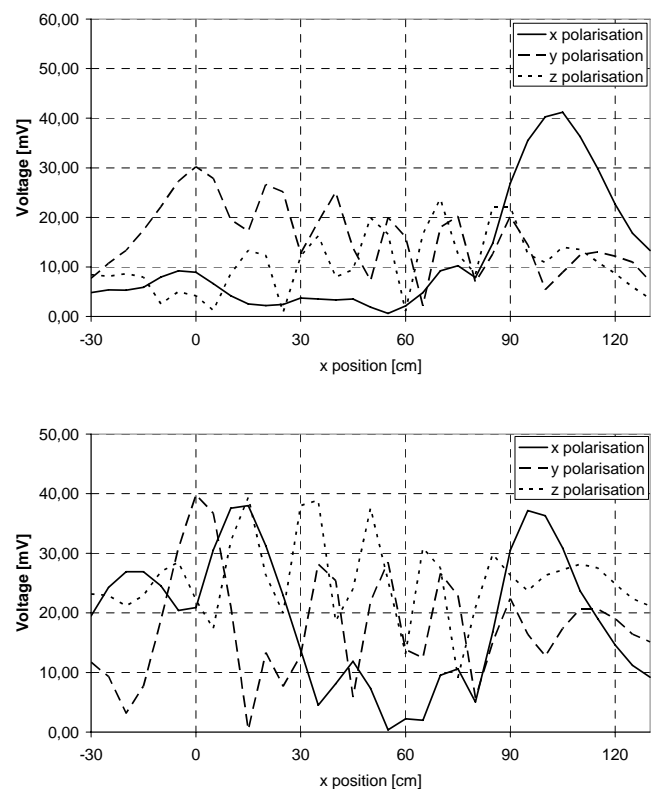 60,00
50,00
40,00
30,00
20,00
10,00
0,00
Voltage [mV]
x polarisation
y polarisation
z polarisation
-30 0 30 60 90 120
x position [cm]
50,00
40,00
30,00
20,00
10,00
0,00
Voltage [mV]
x polarisation
y polarisation
z polarisation
-30 0 30 60 90 120
x position [cm]